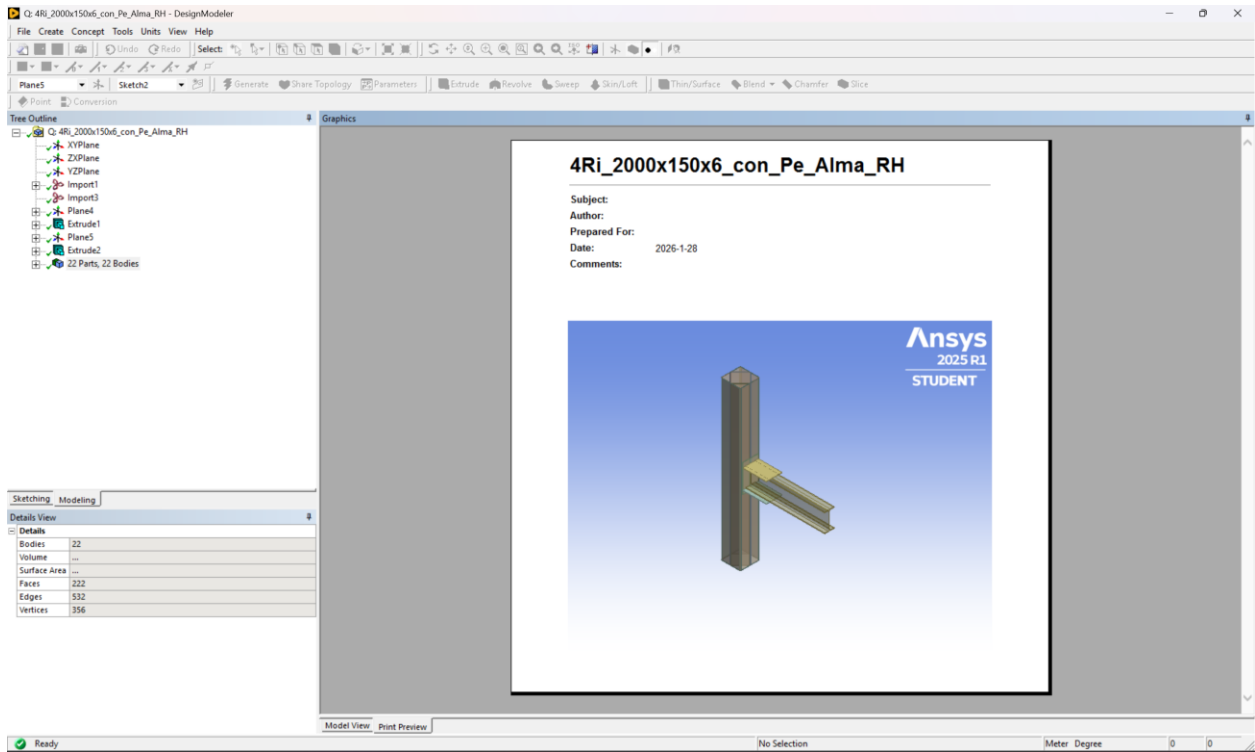 Q: 4Ri_2000x150x6_con_Pe_Alma_RH - DesignModeler
File Create Concept Tools Units View Help
Undo Redo Select:
Plane5 Sketch2 Generate Share Topology Parameters Extrude Revolve Sweep Skin/Loft Thin/Surface Blend Chamfer Slice
Point Conversion
Tree Outline
Q: 4Ri_2000x150x6_con_Pe_Alma_RH
XYPlane
ZXPlane
YZPlane
Import1
Import3
Plane4
Extrude1
Plane5
Extrude2
22 Parts, 22 Bodies
Sketching Modeling
Details View
Details
Bodies 22
Volume ...
Surface Area ...
Faces 222
Edges 532
Vertices 356
Graphics
4Ri_2000x150x6_con_Pe_Alma_RH
Subject:
Author:
Prepared For:
Date: 2026-1-28
Comments:
Ansys
2025 R1
STUDENT
Model View Print Preview
Ready No Selection Meter Degree 0 0